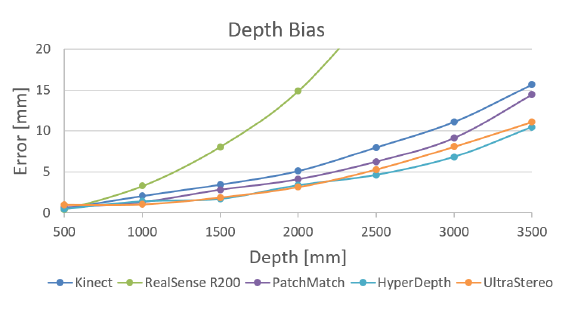 Depth Bias
20
15
10
5
0
Error [mm]
500 1000 1500 2000 2500 3000 3500
Depth [mm]
Kinect RealSense R200 PatchMatch HyperDepth UltraStereo